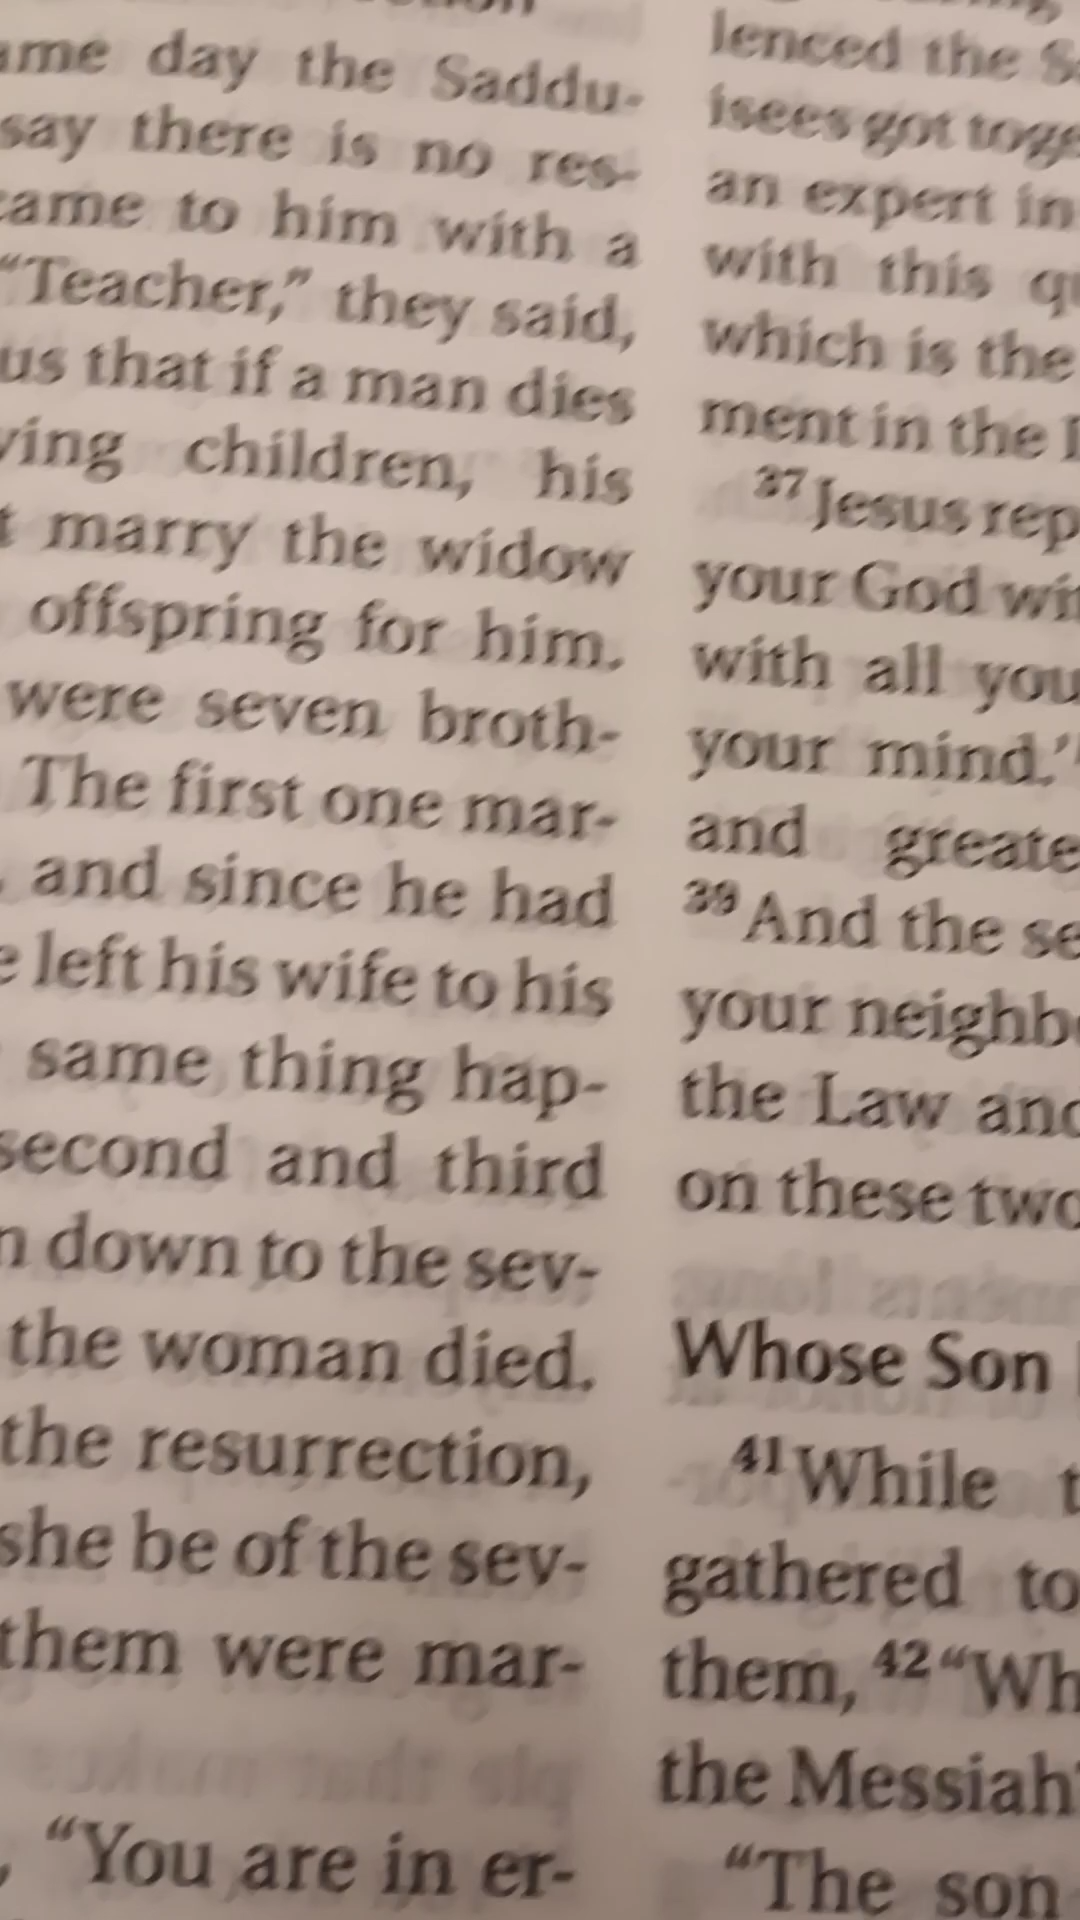 ame day the Saddu-
say there is no res-
came to him with a
“Teacher,” they said,
us that if a man dies
ving children, his
t marry the widow
offspring for him.
were seven broth-
The first one mar-
, and since he had
e left his wife to his
same thing hap-
second and third
n down to the sev-
the woman died.
the resurrection,
she be of the sev-
them were mar-
, “You are in er-
lenced the S
isees got toge
an expert in
with this qu
which is the
ment in the
37 Jesus rep
your God wit
with all you
your mind.’
and greate
39 And the se
your neighbo
the Law and
on these two
Whose Son
41 While t
gathered to
them, 42 “Wh
the Messiah
“The son